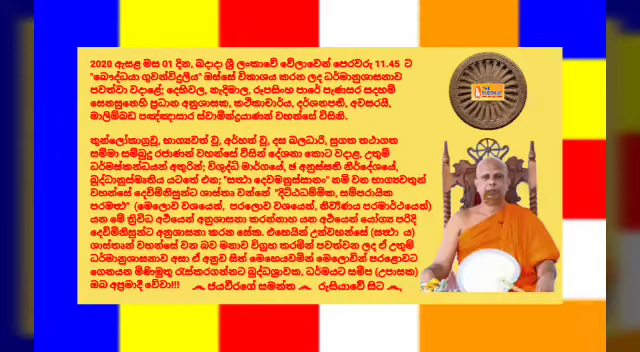 2020 ඇසළ මස 01 දින, බදාදා ශ්‍රී ලංකාවේ වේලාවෙන් පෙරවරු 11.45 ට
"බෞද්ධයා ගුවන්විදුලිය" ඔස්සේ විකාශය කරන ලද ධර්මානුශාසනාව
පවත්වා වදාළේ; දෙහිවල, නැදිමාල, රූපසිංහ පාරේ පැණසර සදහම්
සෙනසුනෙහි ප්‍රධාන අනුශාසක, කථිකාචාර්ය, දර්ශනපති, අවසරයි,
මාලිම්බඩ පඤ්ඤාසාර ස්වාමින්ද්‍රයාණන් වහන්සේ විසිනි.
තුන්ලෝකාග්‍රවූ, භාග්‍යවත් වූ, අර්හත් වූ, දස බලධාරී, සුගත තථාගත
සම්මා සම්බුදු රජාණන් වහන්සේ විසින් දේශනා කොට වදාළ, උතුම්
ධර්මස්කන්ධයන් අතුරින්; විශුද්ධි මාර්ගයේ, ඡ අනුස්සති නිර්දේශයේ,
බුද්ධානුස්මෘතිය යටතේ එන; "සත්‍ථා දෙවමනුස්සානං" නම් වන භාග්‍යවතුන්
වහන්සේ දෙව්මිනිසුන්ට ශාස්තෘ වන්නේ "දිට්ඨධම්මික, සම්පරායික
පරමත්‍ථ" (මෙලොව වශයෙන්, පරලොව වශයෙන්, නිර්වාණය පරමාර්ථයෙන්)
යන මේ ත්‍රිවිධ අර්‍ථයෙන් අනුශාසනා කරන්නාහ යන අර්‍ථයෙන් යෝග්‍ය පරිදි
දෙව්මිනිසුන්ට අනුශාසනා කරන සේක. එහෙයින් උන්වහන්සේ (සත්‍ථා ය)
ශාස්තෘන් වහන්සේ වන බව මනාව විග්‍රහ කරමින් පවත්වන ලද ඒ උතුම්
ධර්මානුශාසනාව අසා ඒ අනුව සිත් මෙහෙයවමින් මෙලොවින් පරළොවට
ගෙනයන මිණිමුතු රැස්කරගන්නට බුද්ධශ්‍රාවක, ධර්මයට සමීප (උපාසක)
ඔබ අප්‍රමාදී වේවා!!! ජයවීරගේ සමන්ත රුසියාවේ සිට